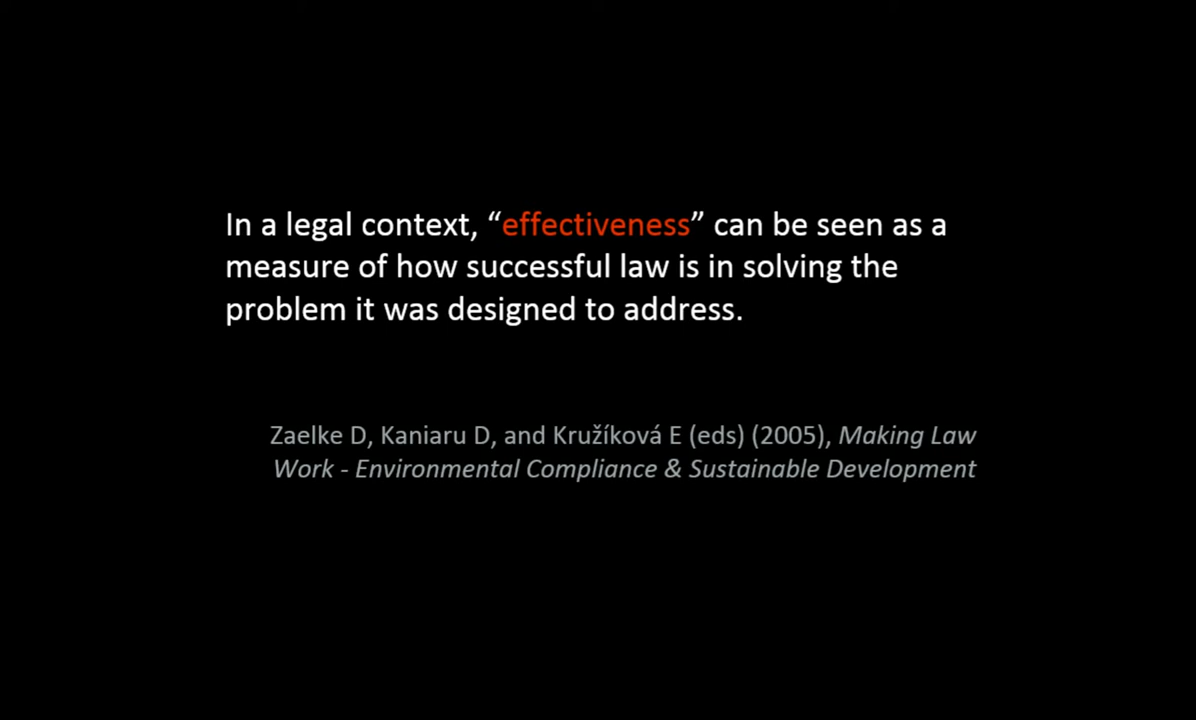 In a legal context, “effectiveness” can be seen as a
measure of how successful law is in solving the
problem it was designed to address.
Zaelke D, Kaniaru D, and Kružíková E (eds) (2005), Making Law
Work - Environmental Compliance & Sustainable Development